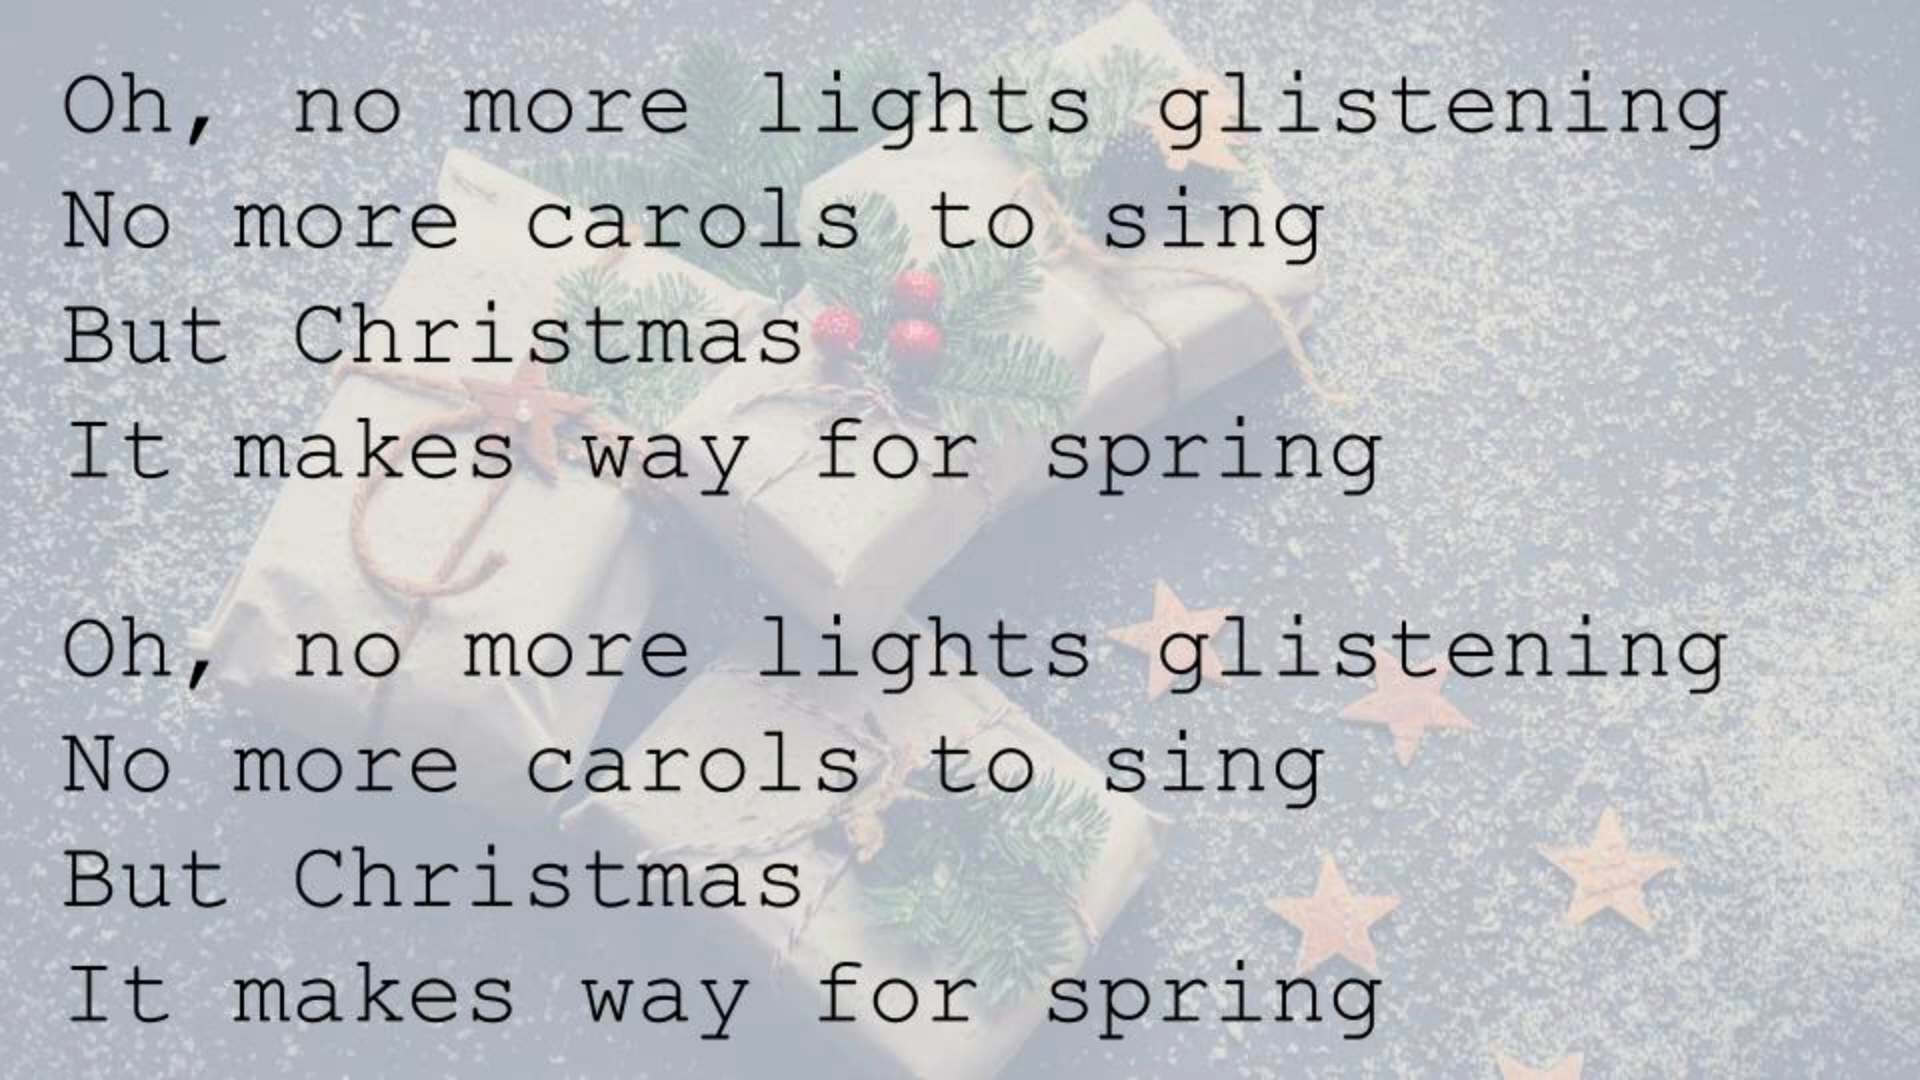 Oh, no more lights glistening
No more carols to sing
But Christmas
It makes way for spring
Oh, no more lights glistening
No more carols to sing
But Christmas
It makes way for spring